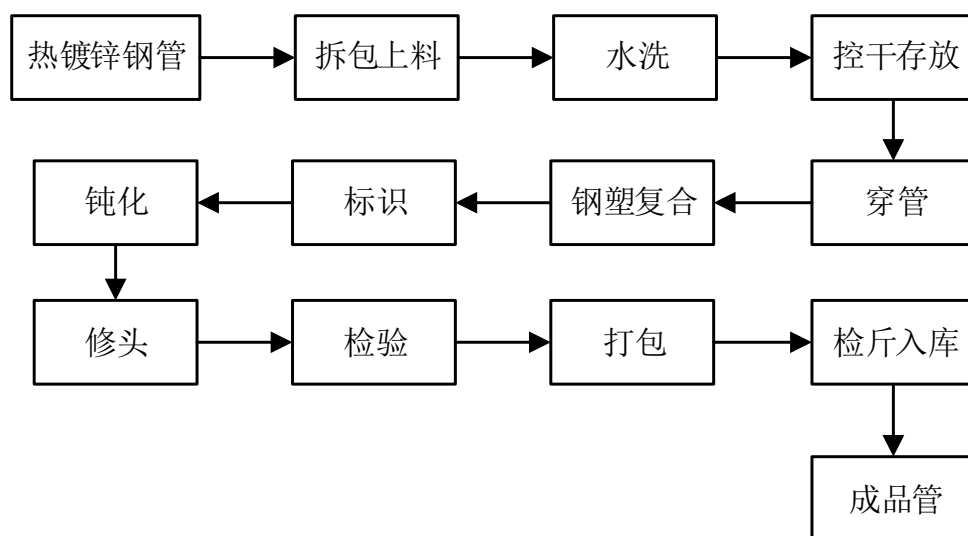 热镀锌钢管
拆包上料
水洗
控干存放
穿管
钢塑复合
标识
钝化
修头
检验
打包
检斤入库
成品管